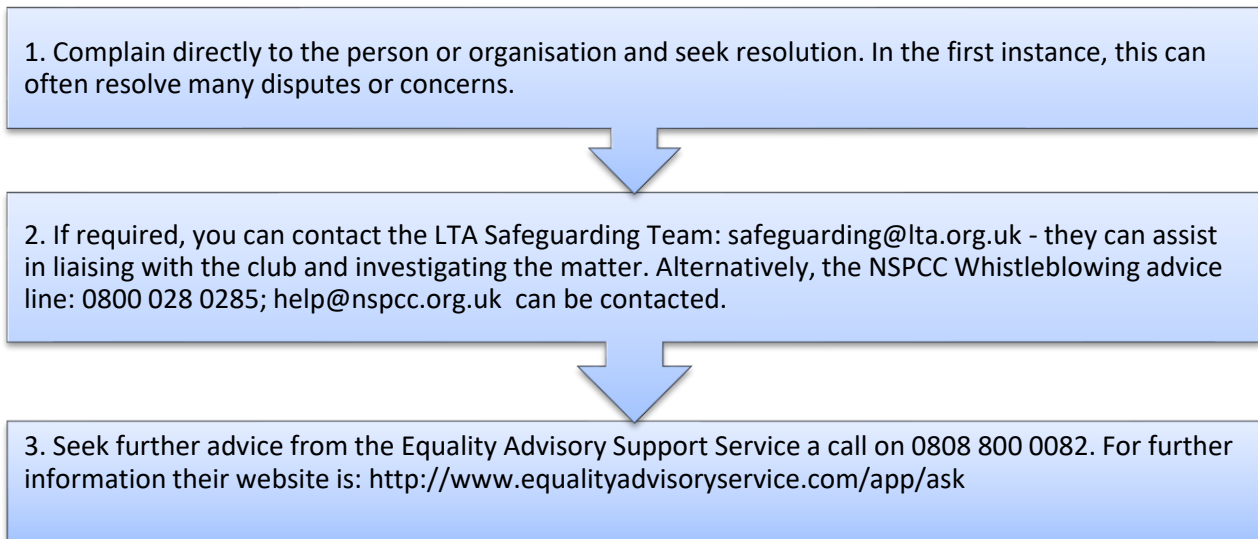 1. Complain directly to the person or organisation and seek resolution. In the first instance, this can
often resolve many disputes or concerns.
2. If required, you can contact the LTA Safeguarding Team: safeguarding@lta.org.uk - they can assist
in liaising with the club and investigating the matter. Alternatively, the NSPCC Whistleblowing advice
line: 0800 028 0285; help@nspcc.org.uk  can be contacted.
3. Seek further advice from the Equality Advisory Support Service a call on 0808 800 0082. For further
information their website is: http://www.equalityadvisoryservice.com/app/ask